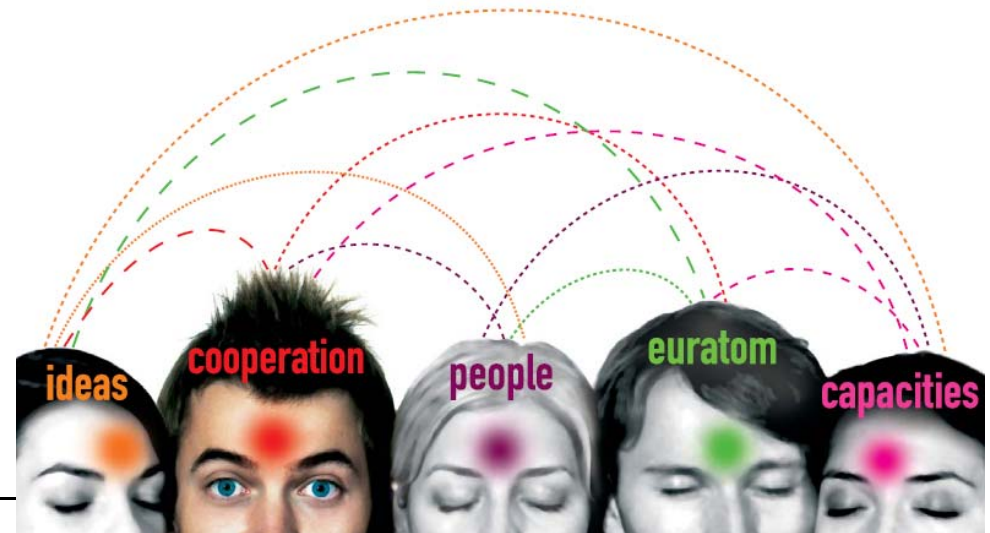 ideas
cooperation
people
euratom
capacities